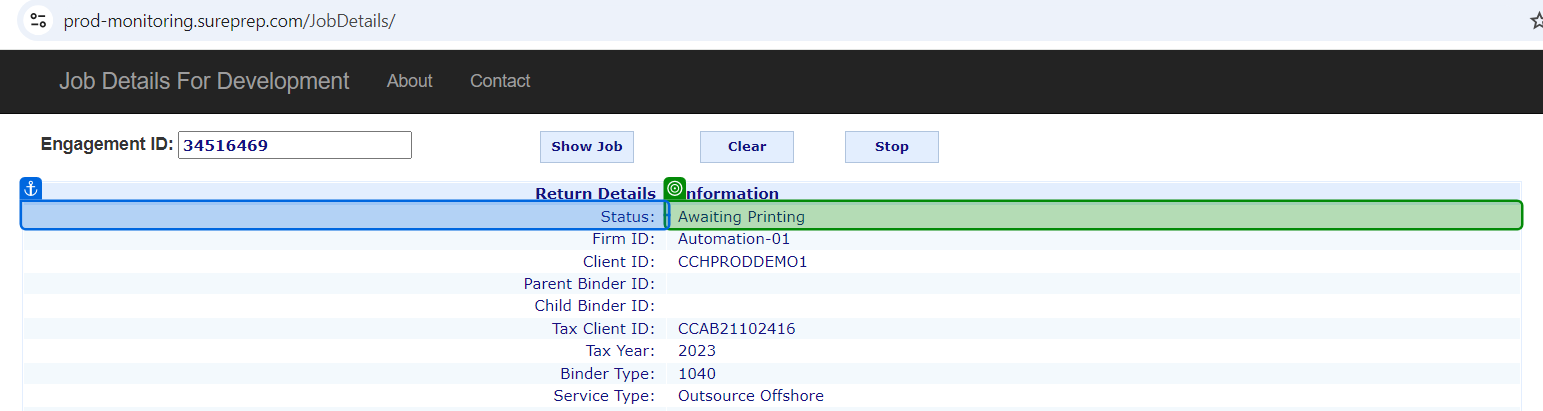 prod-monitoring.sureprep.com/JobDetails/
Job Details For Development About Contact
Engagement ID: 34516469 Show Job Clear Stop
Return Details nformation
Status: Awaiting Printing
Firm ID: Automation-01
Client ID: CCHPRODDEMO1
Parent Binder ID:
Child Binder ID:
Tax Client ID: CCAB21102416
Tax Year: 2023
Binder Type: 1040
Service Type: Outsource Offshore